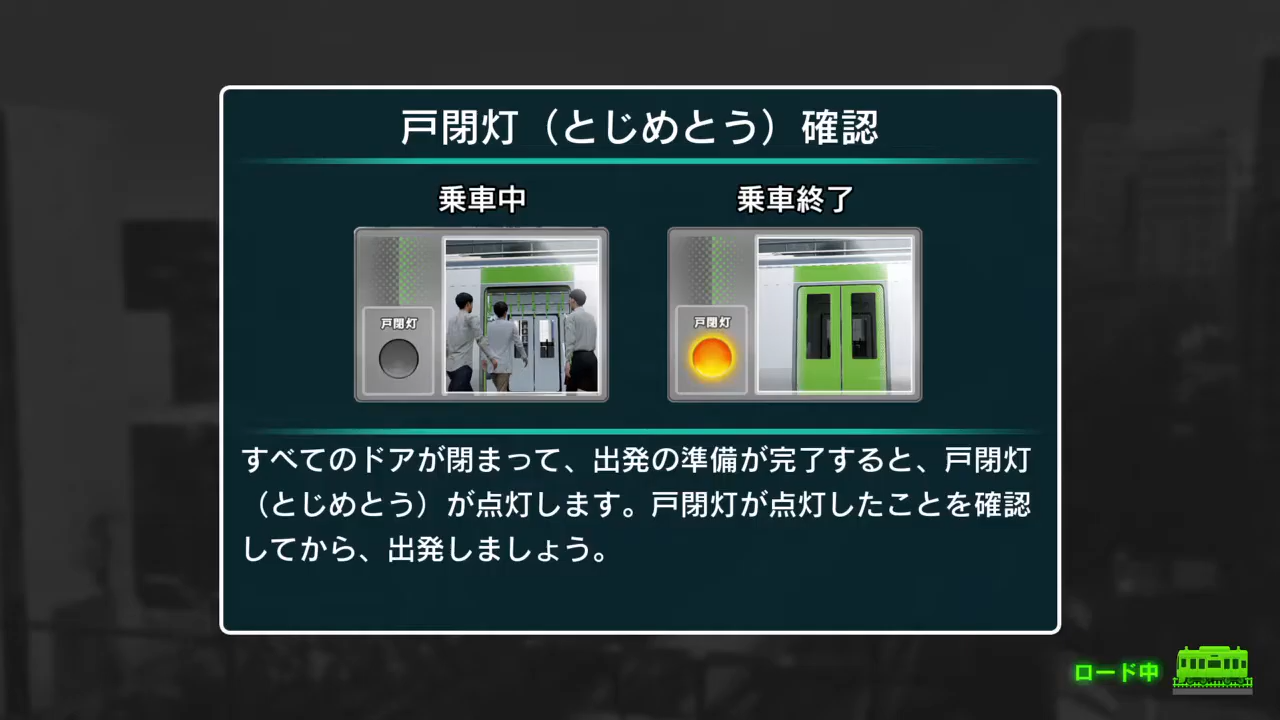 戸閉灯（とじめとう）確認
乗車中
乗車終了
戸閉灯
戸閉灯
すべてのドアが閉まって、出発の準備が完了すると、戸閉灯
（とじめとう）が点灯します。戸閉灯が点灯したことを確認
してから、出発しましょう。
ロード中